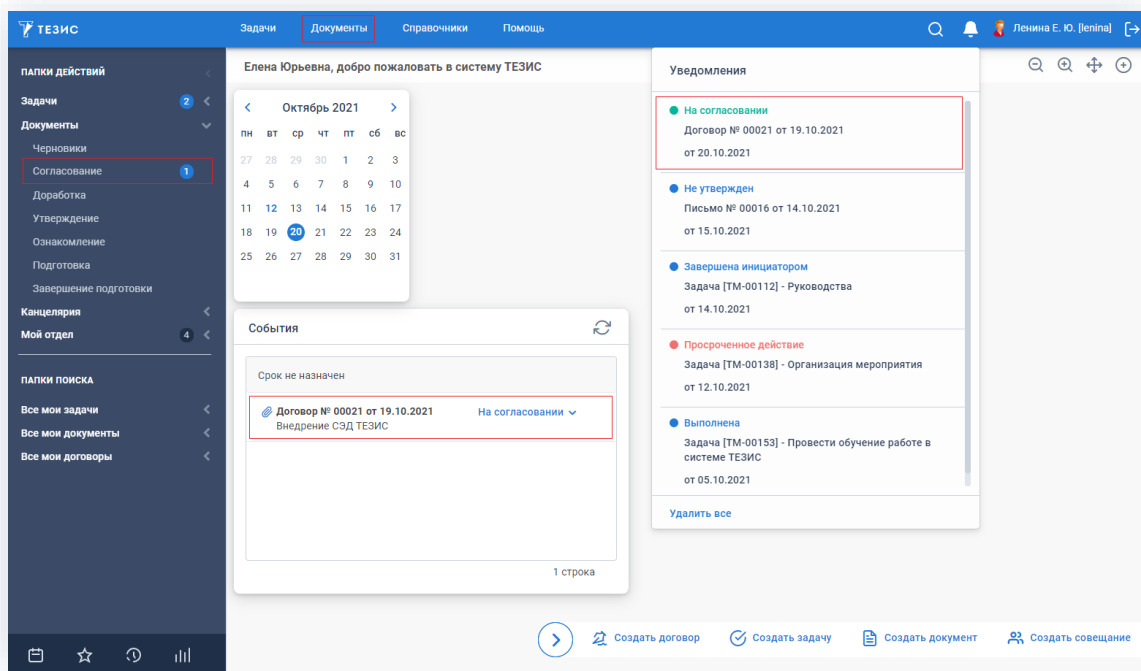 ТЕЗИС
Задачи
Документы
Справочники
Помощь
Ленина Е. Ю. [lenina]
ПАПКИ ДЕЙСТВИЙ
Задачи 2
Документы
Черновики
Согласование 1
Доработка
Утверждение
Ознакомление
Подготовка
Завершение подготовки
Канцелярия
Мой отдел 4
ПАПКИ ПОИСКА
Все мои задачи
Все мои документы
Все мои договоры
Елена Юрьевна, добро пожаловать в систему ТЕЗИС
Октябрь 2021
пн вт ср чт пт сб вс
27 28 29 30 1 2 3
4 5 6 7 8 9 10
11 12 13 14 15 16 17
18 19 20 21 22 23 24
25 26 27 28 29 30 31
События
Срок не назначен
Договор № 00021 от 19.10.2021 На согласовании
Внедрение СЭД ТЕЗИС
1 строка
Уведомления
На согласовании
Договор № 00021 от 19.10.2021
от 20.10.2021
Не утвержден
Письмо № 00016 от 14.10.2021
от 15.10.2021
Завершена инициатором
Задача [ТМ-00112] - Руководства
от 14.10.2021
Просроченное действие
Задача [ТМ-00138] - Организация мероприятия
от 12.10.2021
Выполнена
Задача [ТМ-00153] - Провести обучение работе в
системе ТЕЗИС
от 05.10.2021
Удалить все
Создать договор
Создать задачу
Создать документ
Создать совещание